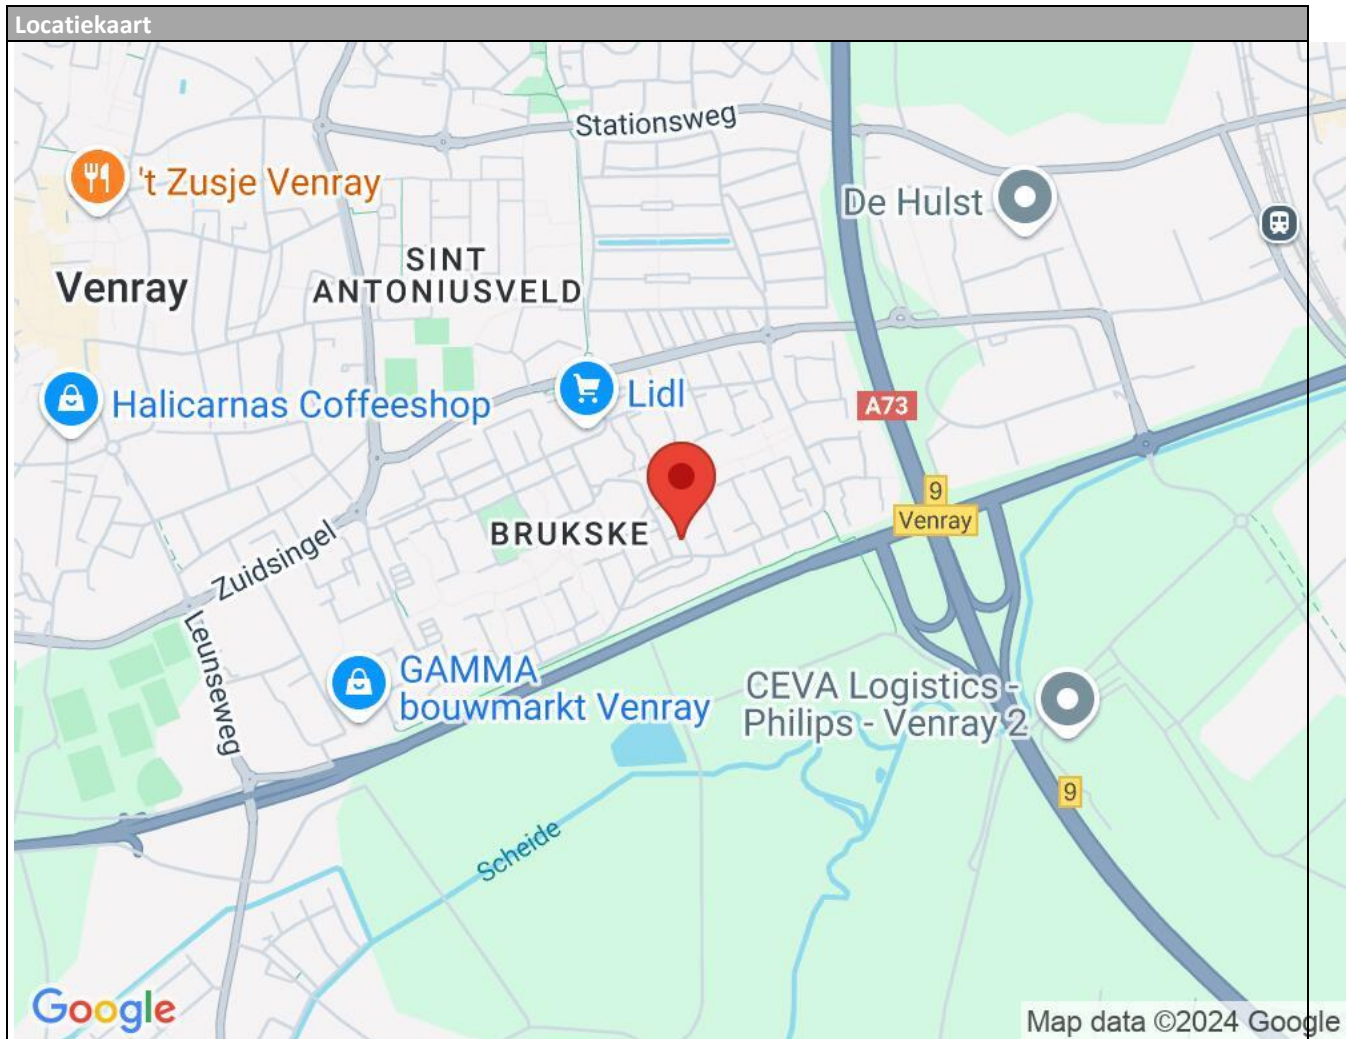 Locatiekaart
Stationsweg
't Zusje Venray
De Hulst
SINT
ANTONIUSVELD
Venray
Halicarnas Coffeeshop
Lidl
A73
9
Venray
BRUKSKE
Zuidsingel
Leunseweg
GAMMA
bouwmarkt Venray
CEVA Logistics -
Philips - Venray 2
9
Scheide
Google
Map data ©2024 Google